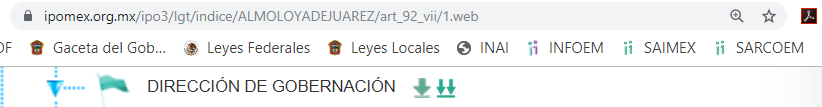 ipomex.org.mx/ipo3/lgt/indice/ALMOLOYADEJUAREZ/art_92_vii/1.web
OF Gaceta del Gob... Leyes Federales Leyes Locales INAI INFOEM SAIMEX SARCOEM
DIRECCIÓN DE GOBERNACIÓN